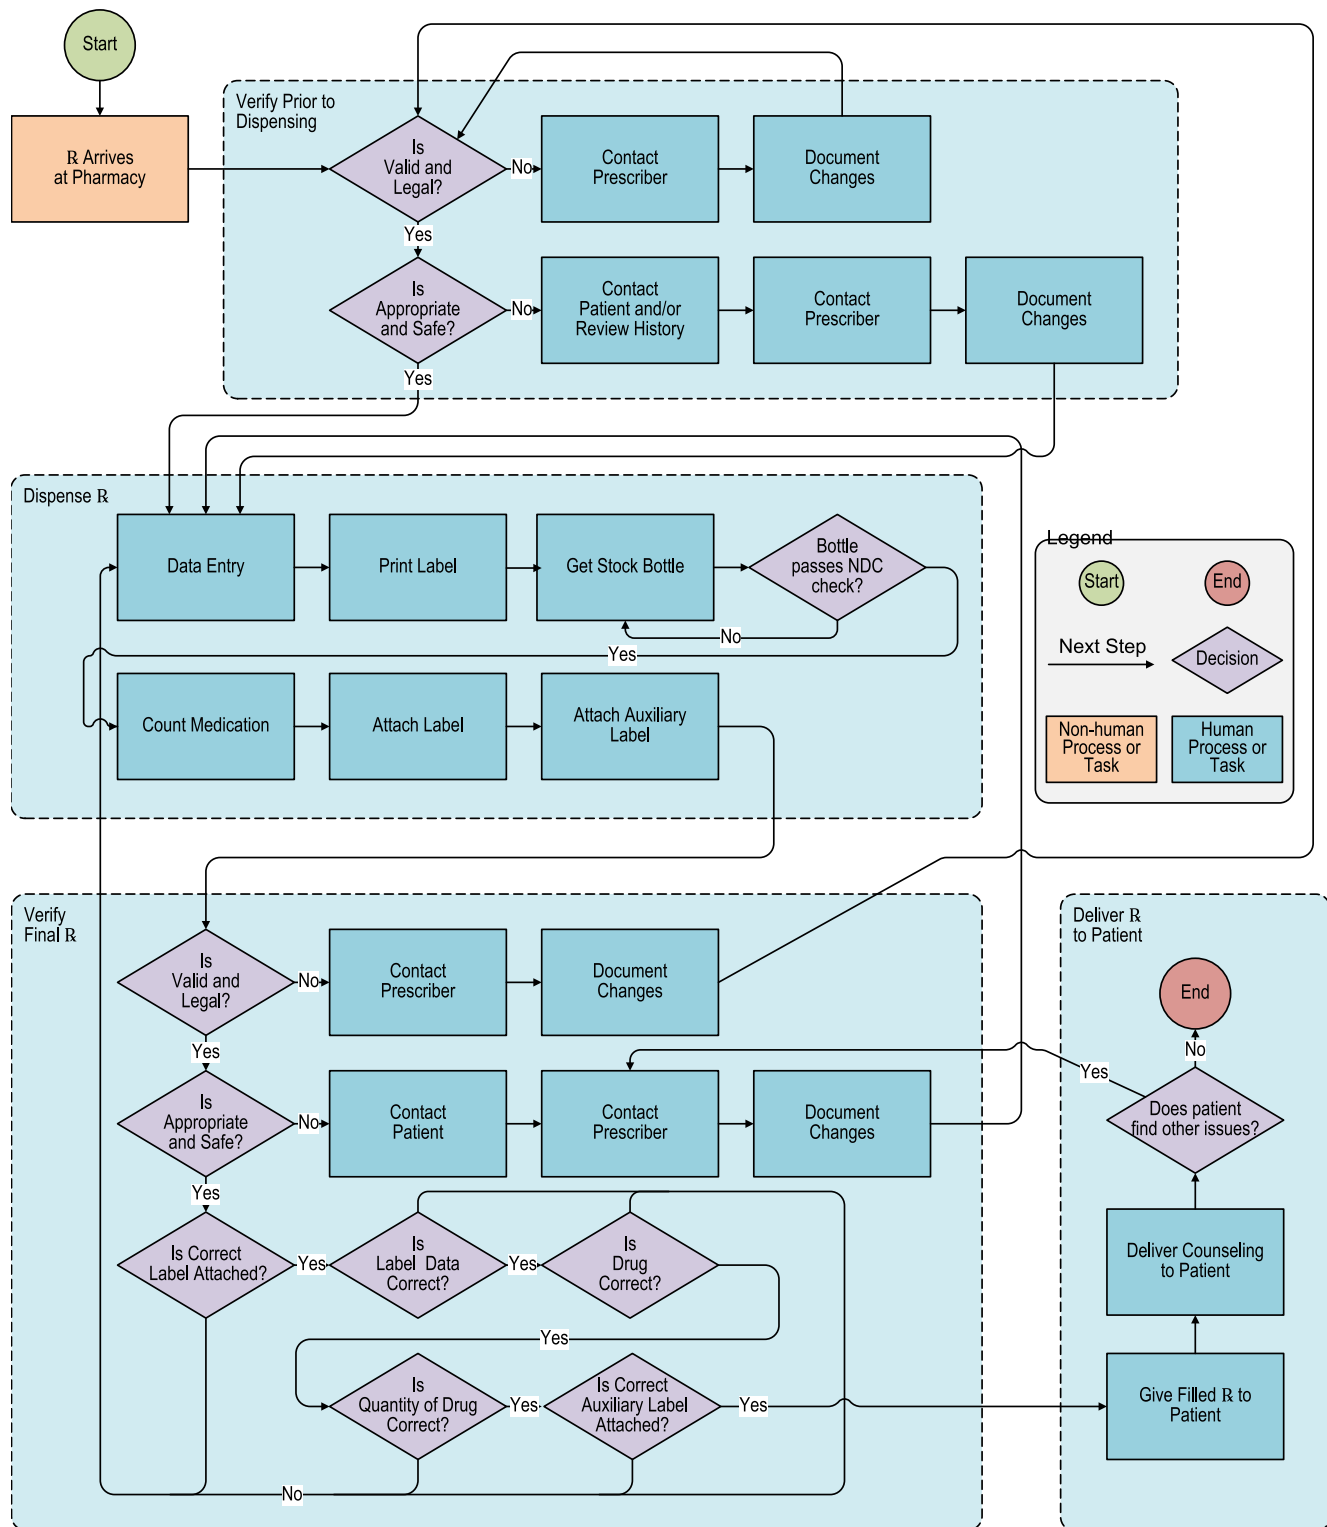 Start
℞ Arrives
at Pharmacy
Verify Prior to
Dispensing
Is
Valid and
Legal?
No
Contact
Prescriber
Document
Changes
Yes
Is
Appropriate
and Safe?
No
Contact
Patient and/or
Review History
Contact
Prescriber
Document
Changes
Yes
Dispense ℞
Data Entry
Print Label
Get Stock Bottle
Bottle
passes NDC
check?
No
Yes
Count Medication
Attach Label
Attach Auxiliary
Label
Legend
Start
End
Next Step
Decision
Non-human
Process or
Task
Human
Process or
Task
Verify
Final ℞
Is
Valid and
Legal?
No
Contact
Prescriber
Document
Changes
Yes
Is
Appropriate
and Safe?
No
Contact
Patient
Contact
Prescriber
Document
Changes
Yes
Is Correct
Label Attached?
Yes
Is
Label Data
Correct?
Yes
Is
Drug
Correct?
Yes
Is
Quantity of Drug
Correct?
Yes
Is Correct
Auxiliary Label
Attached?
Yes
No
Deliver ℞
to Patient
End
No
Yes
Does patient
find other issues?
Deliver Counseling
to Patient
Give Filled ℞ to
Patient